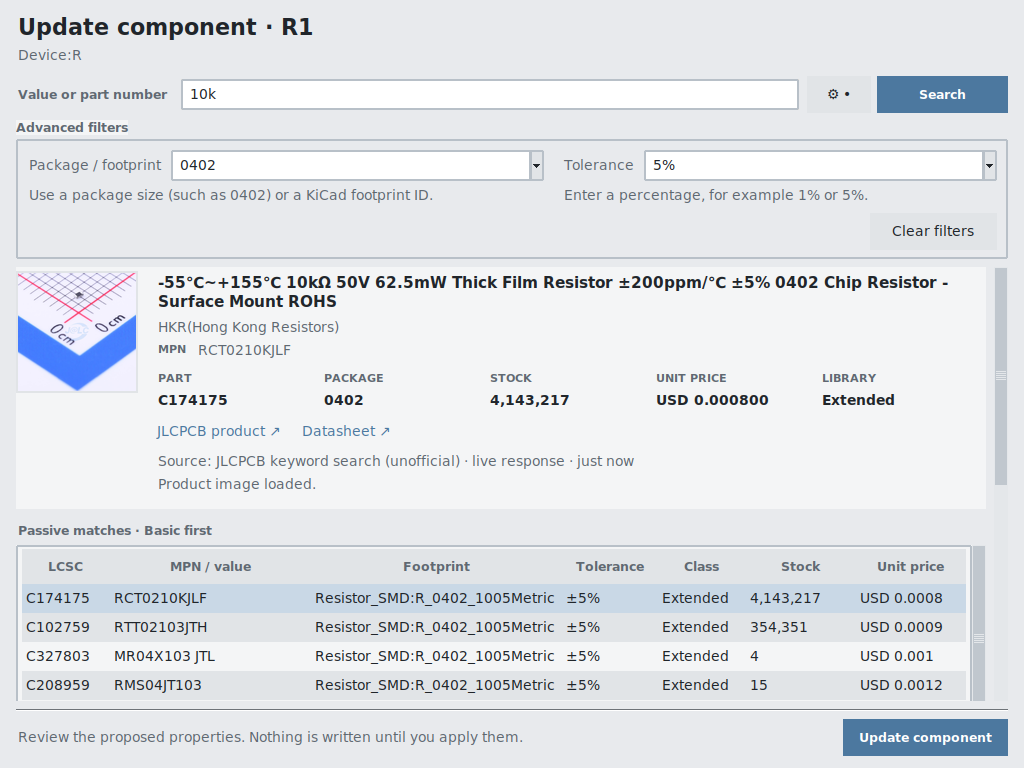 Update component · R1
Device:R
Value or part number 10k ⚙ • Search
Advanced filters
Package / footprint 0402 Tolerance 5%
Use a package size (such as 0402) or a KiCad footprint ID. Enter a percentage, for example 1% or 5%.
Clear filters
-55℃~+155℃ 10kΩ 50V 62.5mW Thick Film Resistor ±200ppm/℃ ±5% 0402 Chip Resistor -
Surface Mount ROHS
HKR(Hong Kong Resistors)
0 cm 0 cm
MPN RCT0210KJLF
PART PACKAGE STOCK UNIT PRICE LIBRARY
C174175 0402 4,143,217 USD 0.000800 Extended
JLCPCB product ↗ Datasheet ↗
Source: JLCPCB keyword search (unofficial) · live response · just now
Product image loaded.
Passive matches · Basic first
LCSC MPN / value Footprint Tolerance Class Stock Unit price
C174175 RCT0210KJLF Resistor_SMD:R_0402_1005Metric ±5% Extended 4,143,217 USD 0.0008
C102759 RTT02103JTH Resistor_SMD:R_0402_1005Metric ±5% Extended 354,351 USD 0.0009
C327803 MR04X103 JTL Resistor_SMD:R_0402_1005Metric ±5% Extended 4 USD 0.001
C208959 RMS04JT103 Resistor_SMD:R_0402_1005Metric ±5% Extended 15 USD 0.0012
Review the proposed properties. Nothing is written until you apply them. Update component